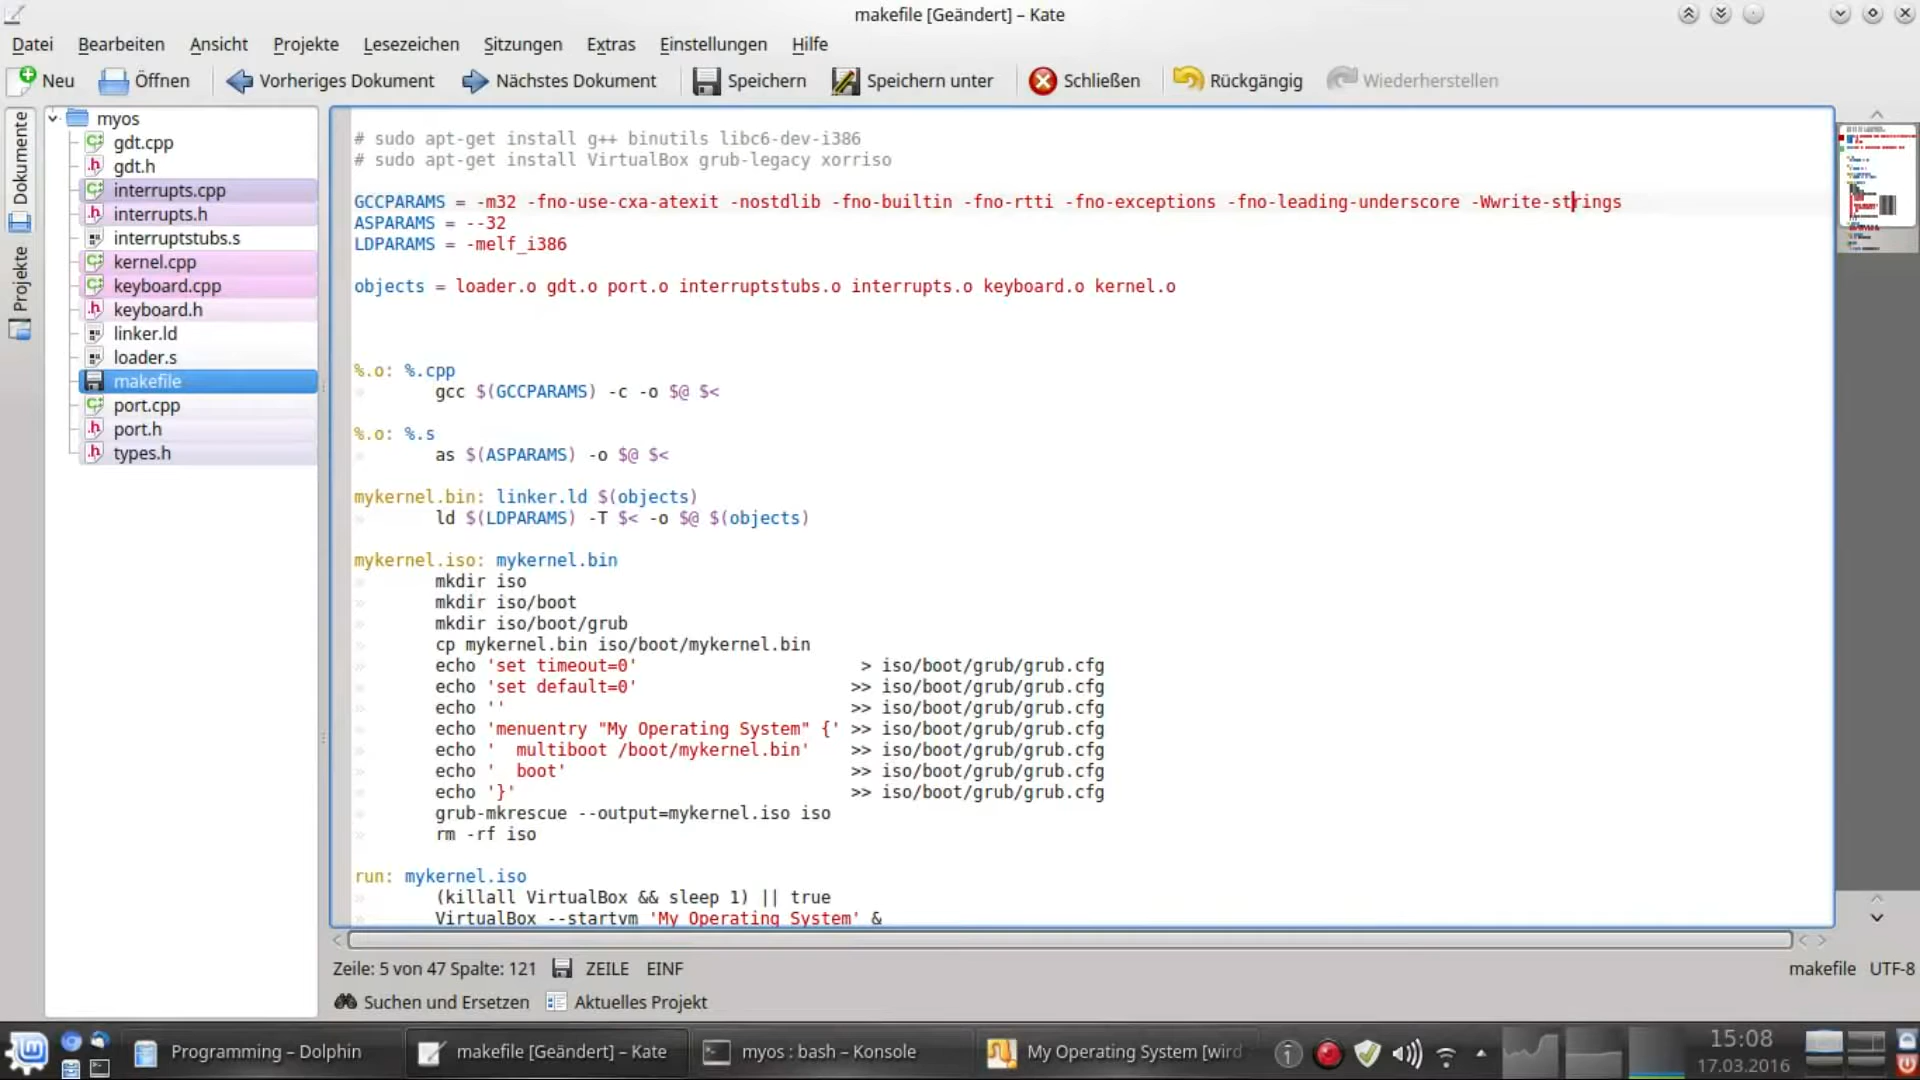 makefile [Geändert] – Kate
Datei Bearbeiten Ansicht Projekte Lesezeichen Sitzungen Extras Einstellungen Hilfe
Neu Öffnen Vorheriges Dokument Nächstes Dokument Speichern Speichern unter Schließen Rückgängig Wiederherstellen
Dokumente
Projekte
myos
gdt.cpp
gdt.h
interrupts.cpp
interrupts.h
interruptstubs.s
kernel.cpp
keyboard.cpp
keyboard.h
linker.ld
loader.s
makefile
port.cpp
port.h
types.h
# sudo apt-get install g++ binutils libc6-dev-i386
# sudo apt-get install VirtualBox grub-legacy xorriso
GCCPARAMS = -m32 -fno-use-cxa-atexit -nostdlib -fno-builtin -fno-rtti -fno-exceptions -fno-leading-underscore -Wwrite-strings
ASPARAMS = --32
LDPARAMS = -melf_i386
objects = loader.o gdt.o port.o interruptstubs.o interrupts.o keyboard.o kernel.o
%.o: %.cpp
gcc $(GCCPARAMS) -c -o $@ $<
%.o: %.s
as $(ASPARAMS) -o $@ $<
mykernel.bin: linker.ld $(objects)
ld $(LDPARAMS) -T $< -o $@ $(objects)
mykernel.iso: mykernel.bin
mkdir iso
mkdir iso/boot
mkdir iso/boot/grub
cp mykernel.bin iso/boot/mykernel.bin
echo 'set timeout=0' > iso/boot/grub/grub.cfg
echo 'set default=0' >> iso/boot/grub/grub.cfg
echo '' >> iso/boot/grub/grub.cfg
echo 'menuentry "My Operating System" {' >> iso/boot/grub/grub.cfg
echo '  multiboot /boot/mykernel.bin' >> iso/boot/grub/grub.cfg
echo '  boot' >> iso/boot/grub/grub.cfg
echo '}' >> iso/boot/grub/grub.cfg
grub-mkrescue --output=mykernel.iso iso
rm -rf iso
run: mykernel.iso
(killall VirtualBox && sleep 1) || true
VirtualBox --startvm 'My Operating System' &
Zeile: 5 von 47 Spalte: 121 ZEILE EINF makefile UTF-8
Suchen und Ersetzen Aktuelles Projekt
Programming – Dolphin makefile [Geändert] – Kate myos : bash – Konsole My Operating System [wird
15:08
17.03.2016